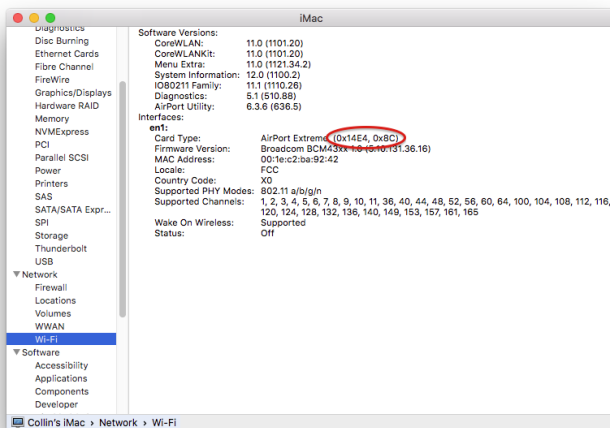 iMac
Diagnostics
Disc Burning
Ethernet Cards
Fibre Channel
FireWire
Graphics/Displays
Hardware RAID
Memory
NVMExpress
PCI
Parallel SCSI
Power
Printers
SAS
SATA/SATA Expr...
SPI
Storage
Thunderbolt
USB
Network
Firewall
Locations
Volumes
WWAN
Wi-Fi
Software
Accessibility
Applications
Components
Developer
Software Versions:
CoreWLAN: 11.0 (1101.20)
CoreWLANKit: 11.0 (1101.20)
Menu Extra: 11.0 (1121.34.2)
System Information: 12.0 (1100.2)
IO80211 Family: 11.1 (1110.26)
Diagnostics: 5.1 (510.88)
AirPort Utility: 6.3.6 (636.5)
Interfaces:
en1:
Card Type: AirPort Extreme (0x14E4, 0x8C)
Firmware Version: Broadcom BCM43xx 1.0 (5.10.131.36.16)
MAC Address: 00:1e:c2:ba:92:42
Locale: FCC
Country Code: X0
Supported PHY Modes: 802.11 a/b/g/n
Supported Channels: 1, 2, 3, 4, 5, 6, 7, 8, 9, 10, 11, 36, 40, 44, 48, 52, 56, 60, 64, 100, 104, 108, 112, 116,
120, 124, 128, 132, 136, 140, 149, 153, 157, 161, 165
Wake On Wireless: Supported
Status: Off
Collin's iMac › Network › Wi-Fi